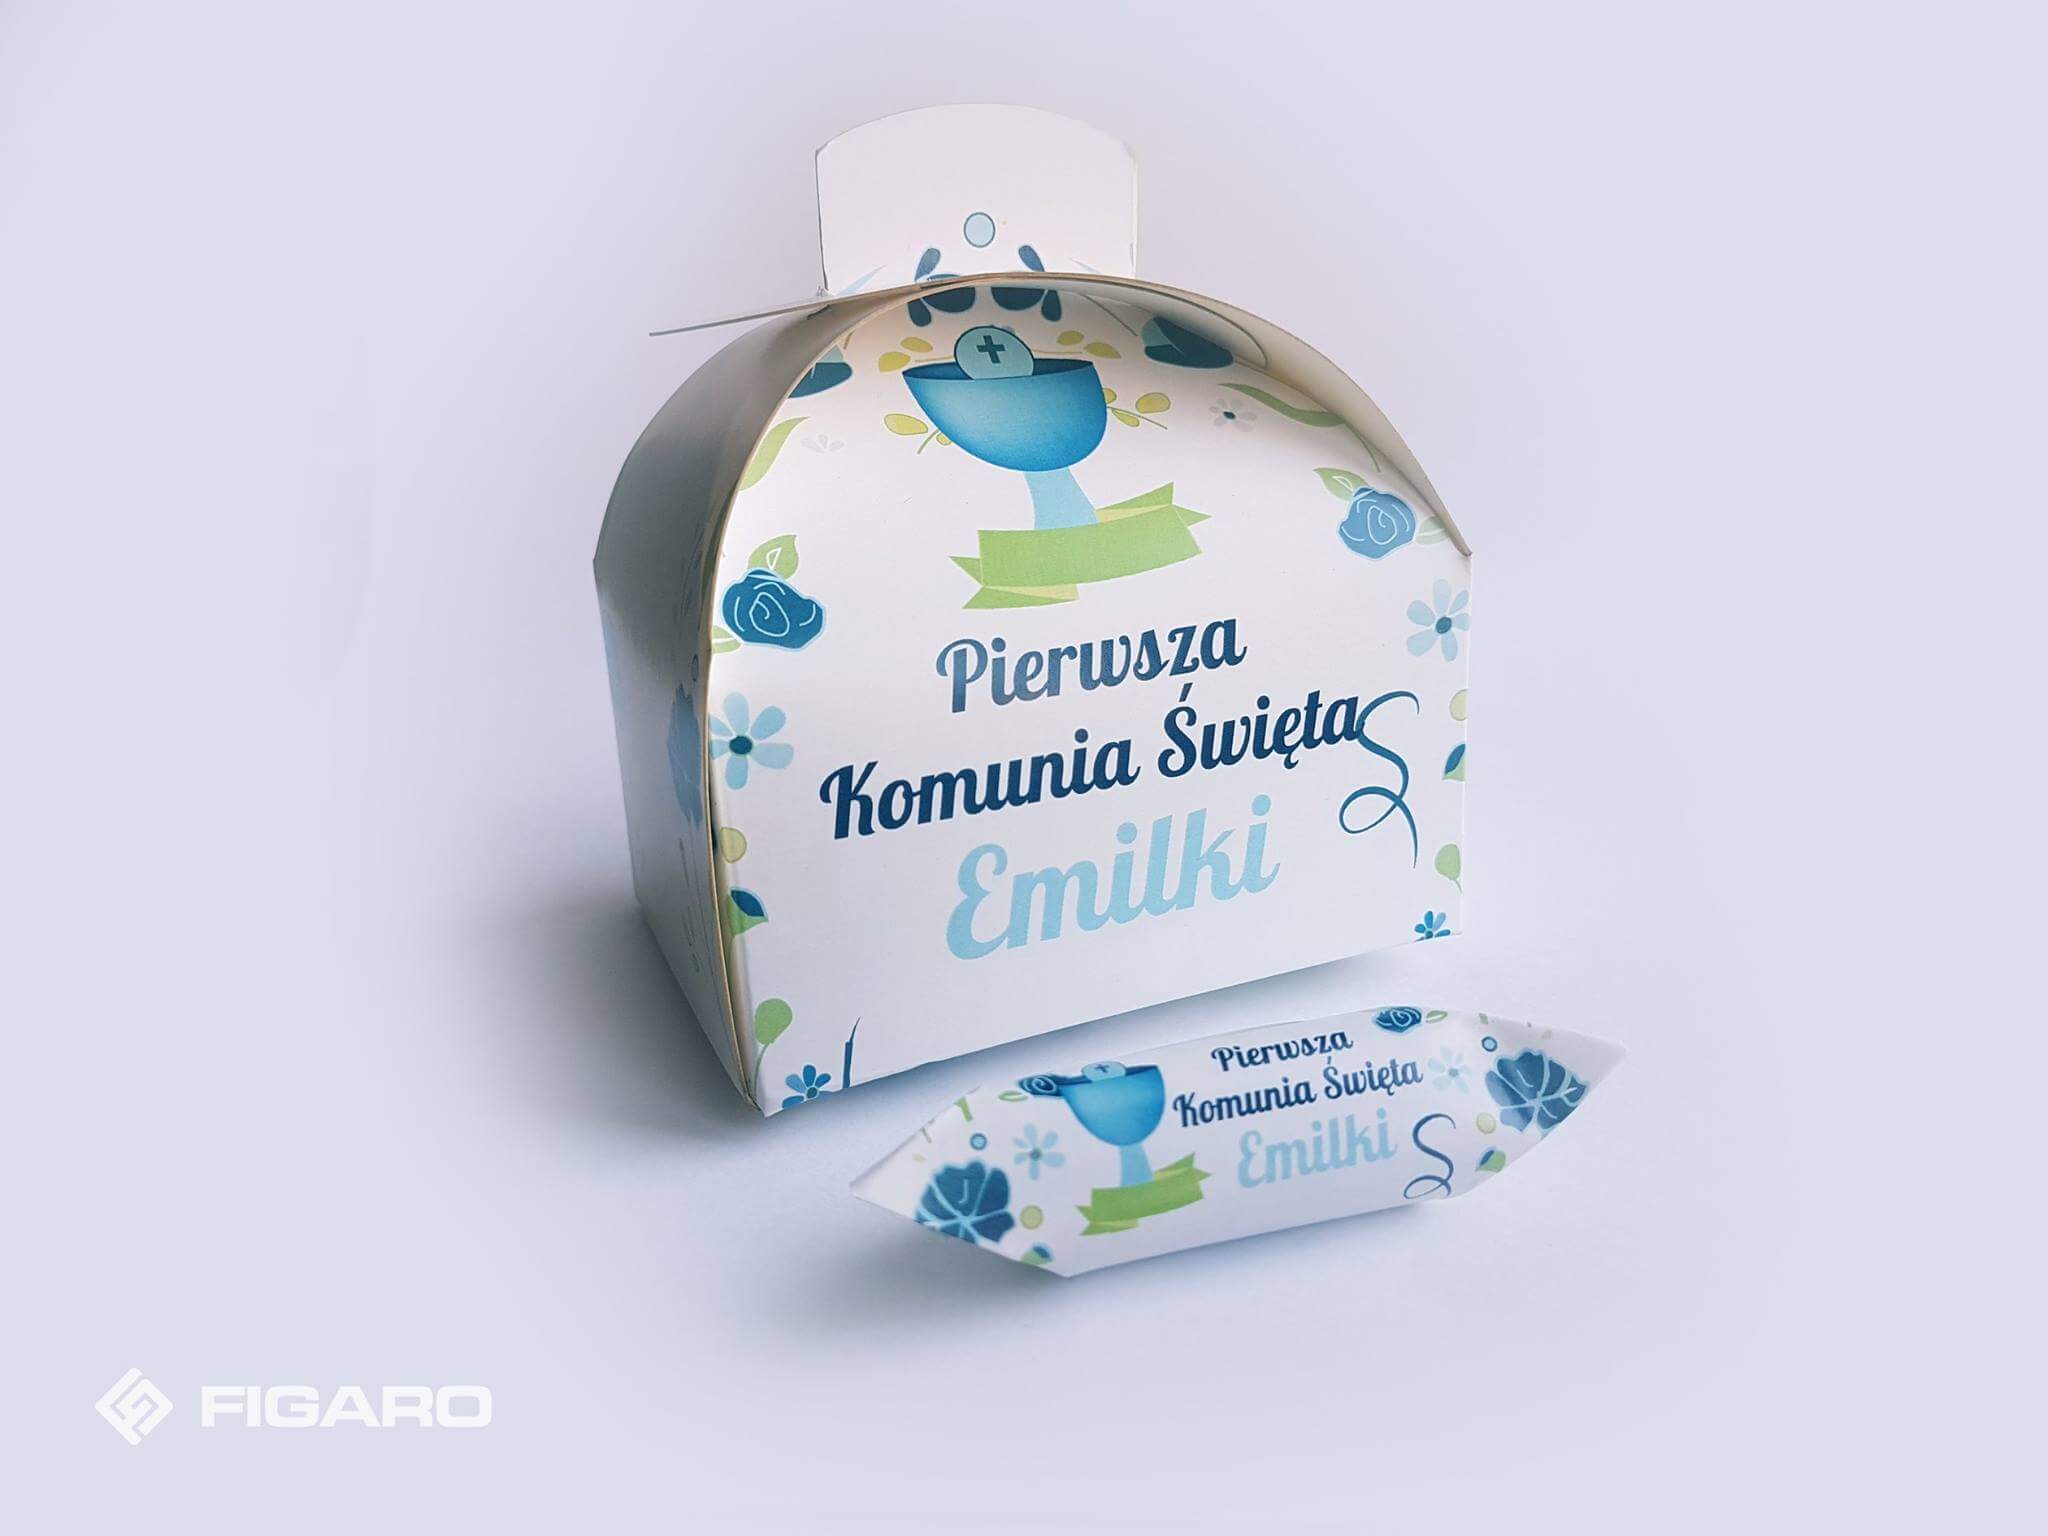 Pierwsza
Komunia Święta
Emilki
Pierwsza
Komunia Święta
Emilki
FIGARO